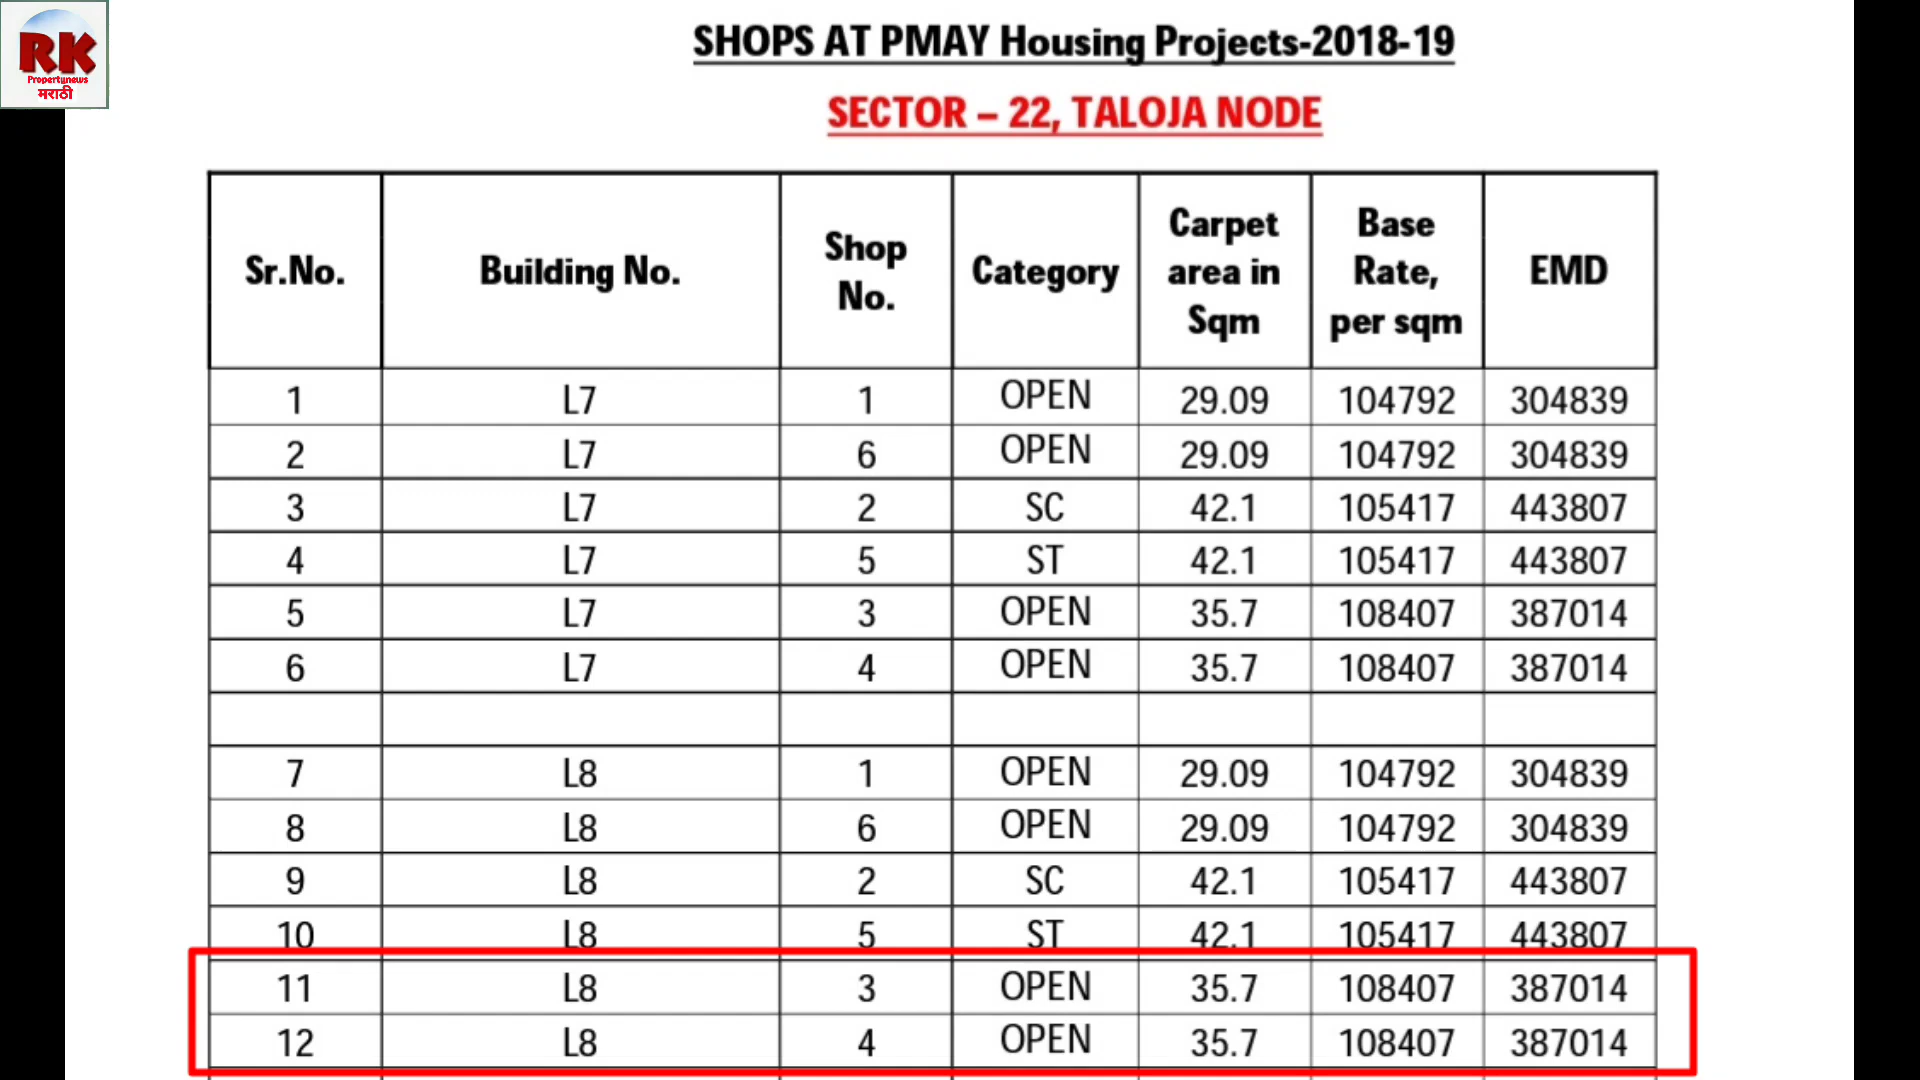 RK
Propertynews
मराठी
SHOPS AT PMAY Housing Projects-2018-19
SECTOR – 22, TALOJA NODE
Sr.No. Building No. Shop No. Category Carpet area in Sqm Base Rate, per sqm EMD
1 L7 1 OPEN 29.09 104792 304839
2 L7 6 OPEN 29.09 104792 304839
3 L7 2 SC 42.1 105417 443807
4 L7 5 ST 42.1 105417 443807
5 L7 3 OPEN 35.7 108407 387014
6 L7 4 OPEN 35.7 108407 387014
7 L8 1 OPEN 29.09 104792 304839
8 L8 6 OPEN 29.09 104792 304839
9 L8 2 SC 42.1 105417 443807
10 L8 5 ST 42.1 105417 443807
11 L8 3 OPEN 35.7 108407 387014
12 L8 4 OPEN 35.7 108407 387014